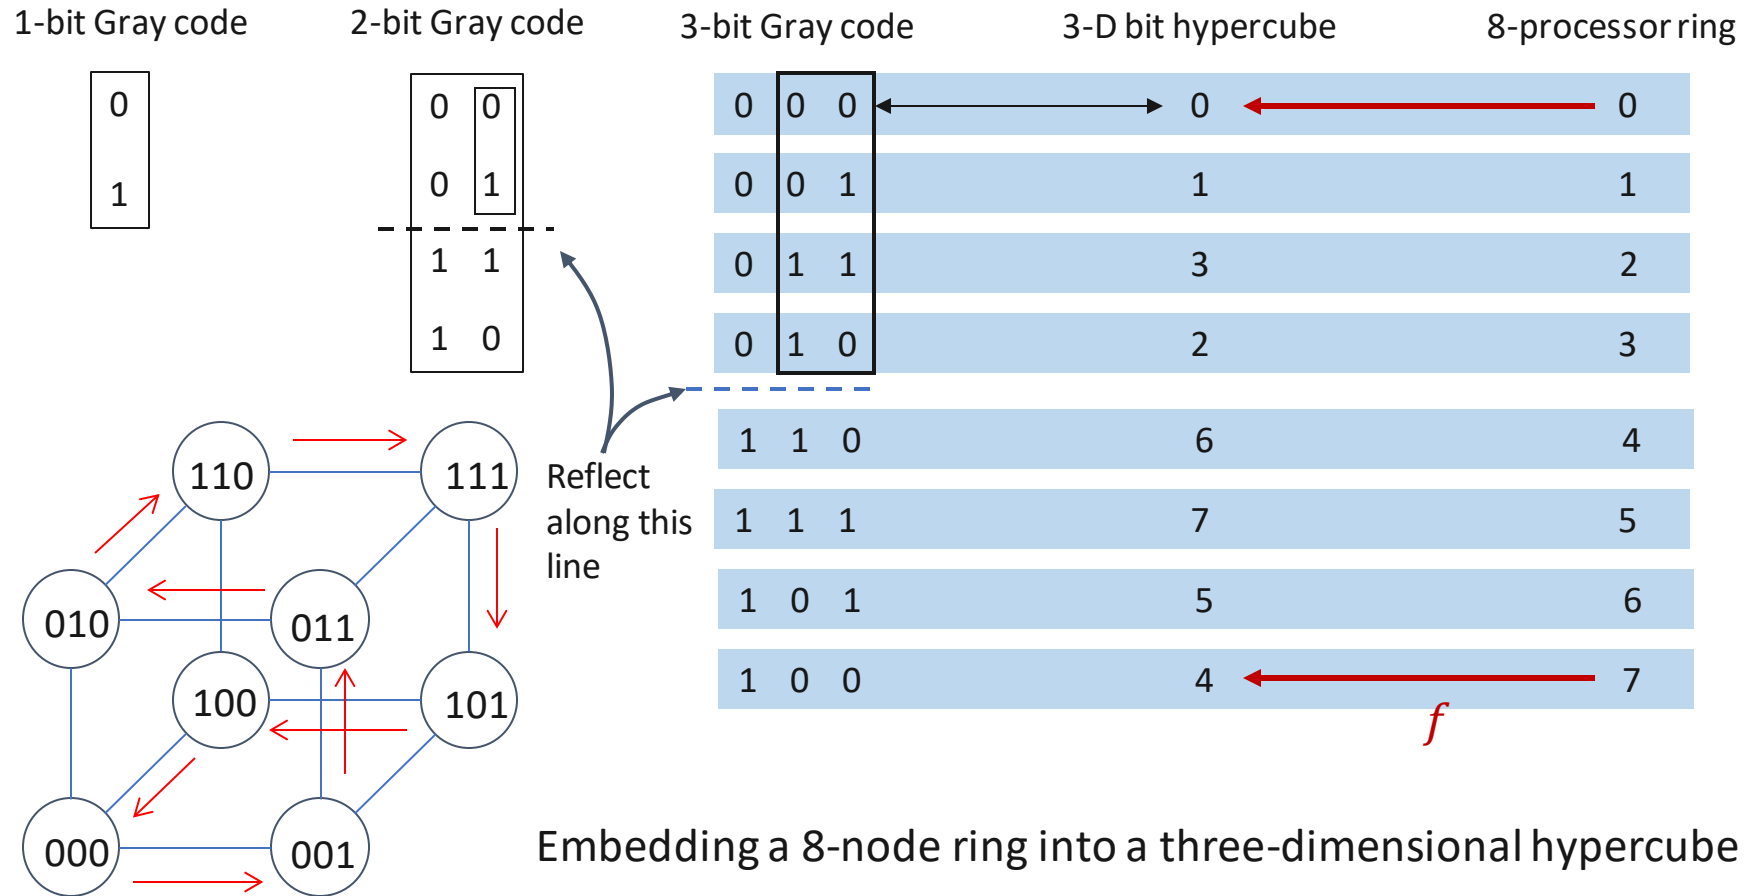 1-bit Gray code 2-bit Gray code 3-bit Gray code 3-D bit hypercube 8-processor ring
0
1
0 0
0 1
1 1
1 0
0 0 0 0 0
0 0 1 1 1
0 1 1 3 2
0 1 0 2 3
1 1 0 6 4
1 1 1 7 5
1 0 1 5 6
1 0 0 4 7
f
Reflect
along this
line
110 111
010 011
100 101
000 001
Embedding a 8-node ring into a three-dimensional hypercube